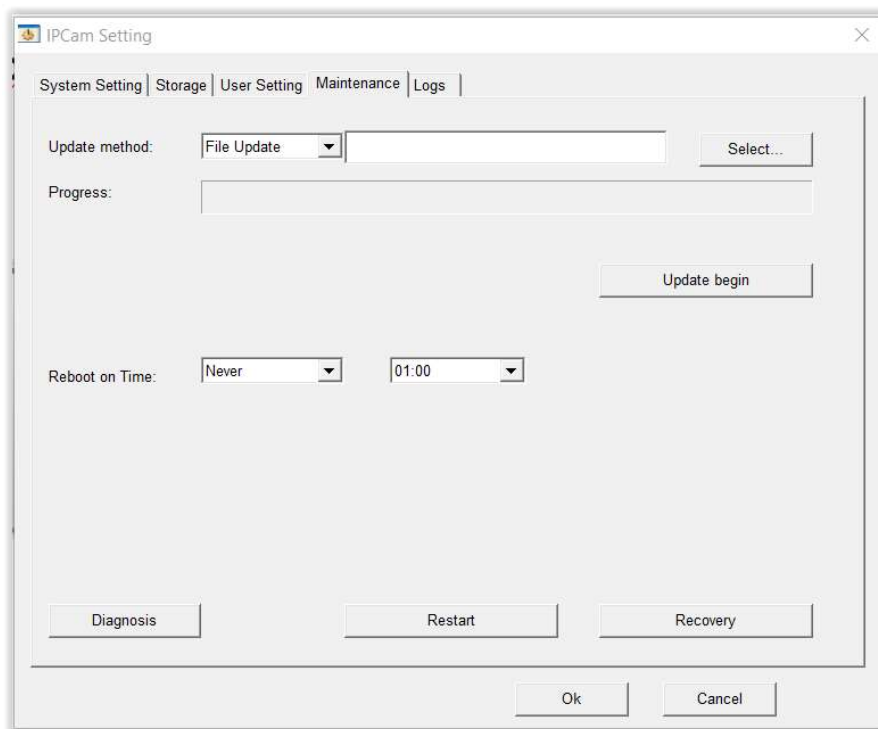 IPCam Setting
System Setting Storage User Setting Maintenance Logs
Update method: File Update Select...
Progress:
Update begin
Reboot on Time: Never 01:00
Diagnosis Restart Recovery
Ok Cancel